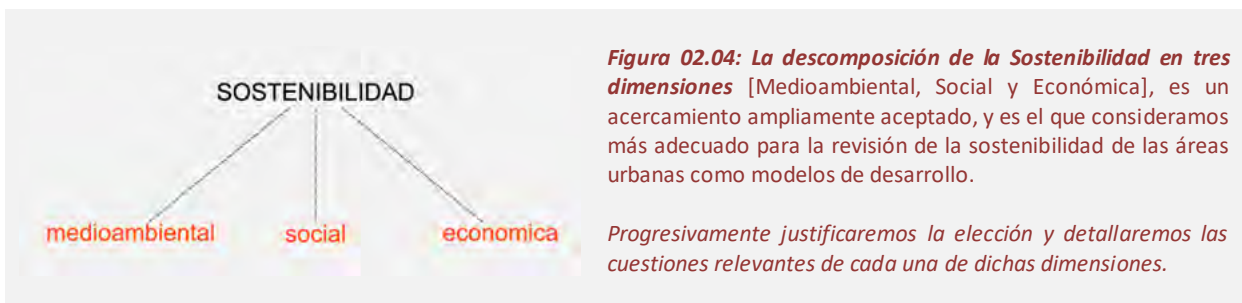 SOSTENIBILIDAD
medioambiental social economica
Figura 02.04: La descomposición de la Sostenibilidad en tres
dimensiones [Medioambiental, Social y Económica], es un
acercamiento ampliamente aceptado, y es el que consideramos
más adecuado para la revisión de la sostenibilidad de las áreas
urbanas como modelos de desarrollo.
Progresivamente justificaremos la elección y detallaremos las
cuestiones relevantes de cada una de dichas dimensiones.